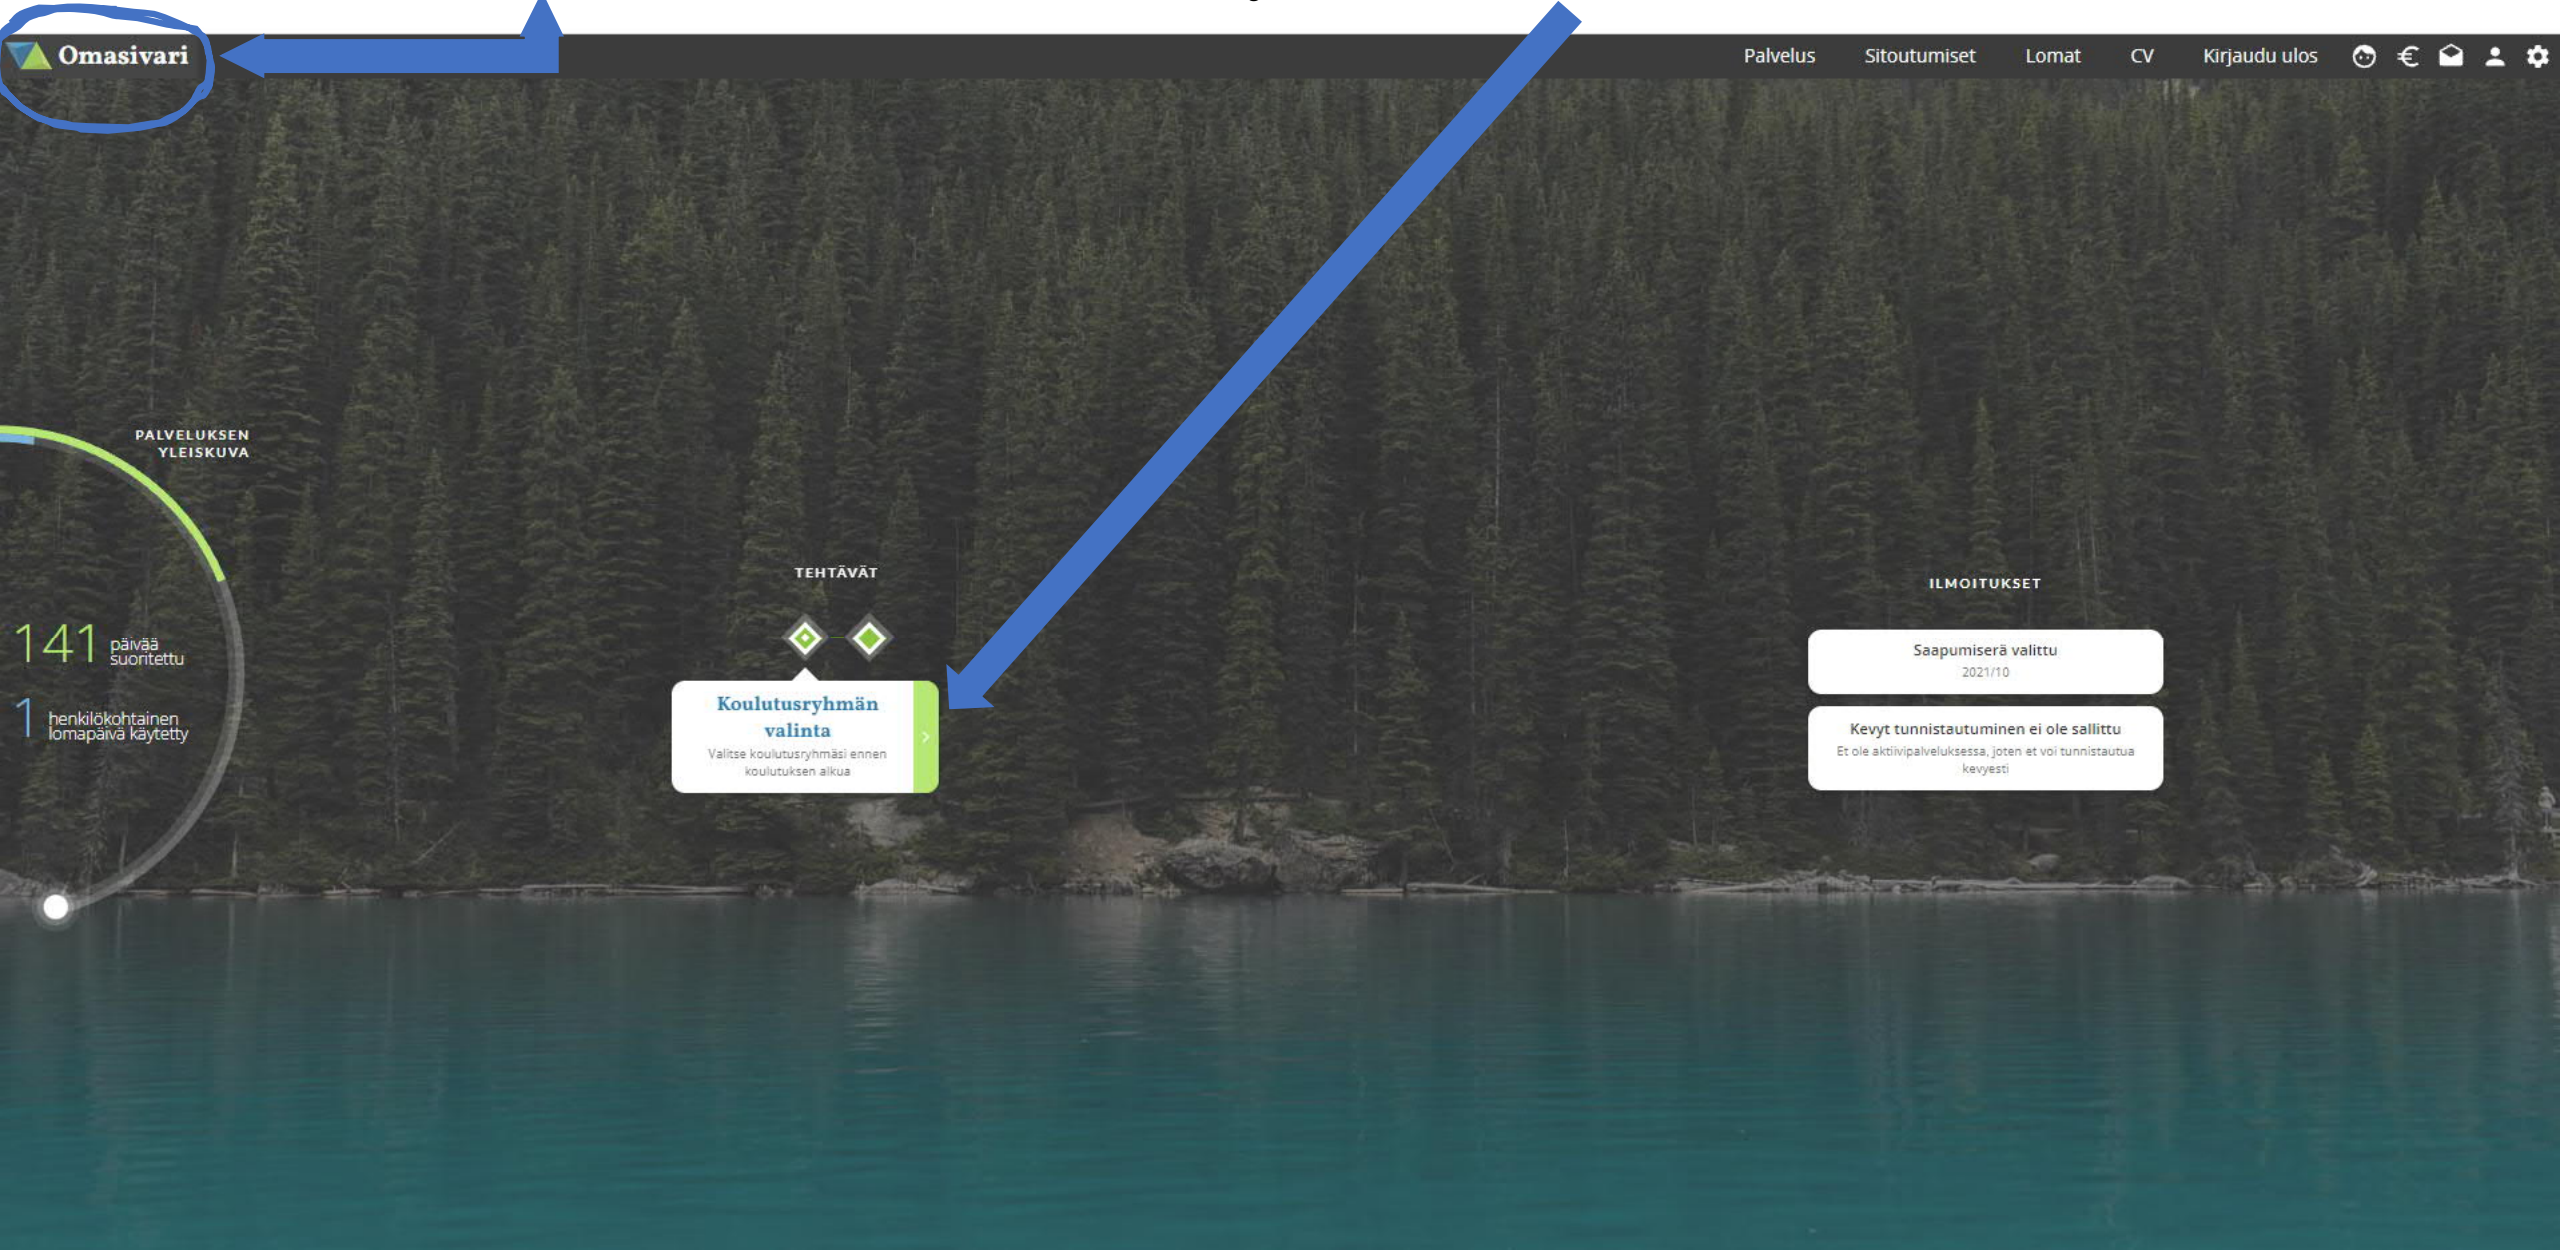 Omasivari
Palvelus Sitoutumiset Lomat CV Kirjaudu ulos
PALVELUKSEN
YLEISKUVA
141 päivää
suoritettu
1 henkilökohtainen
lomapäivä käytetty
TEHTÄVÄT
Koulutusryhmän
valinta
Valitse koulutusryhmäsi ennen
koulutuksen alkua
ILMOITUKSET
Saapumiserä valittu
2021/10
Kevyt tunnistautuminen ei ole sallittu
Et ole aktiivipalveluksessa, joten et voi tunnistautua
kevyesti